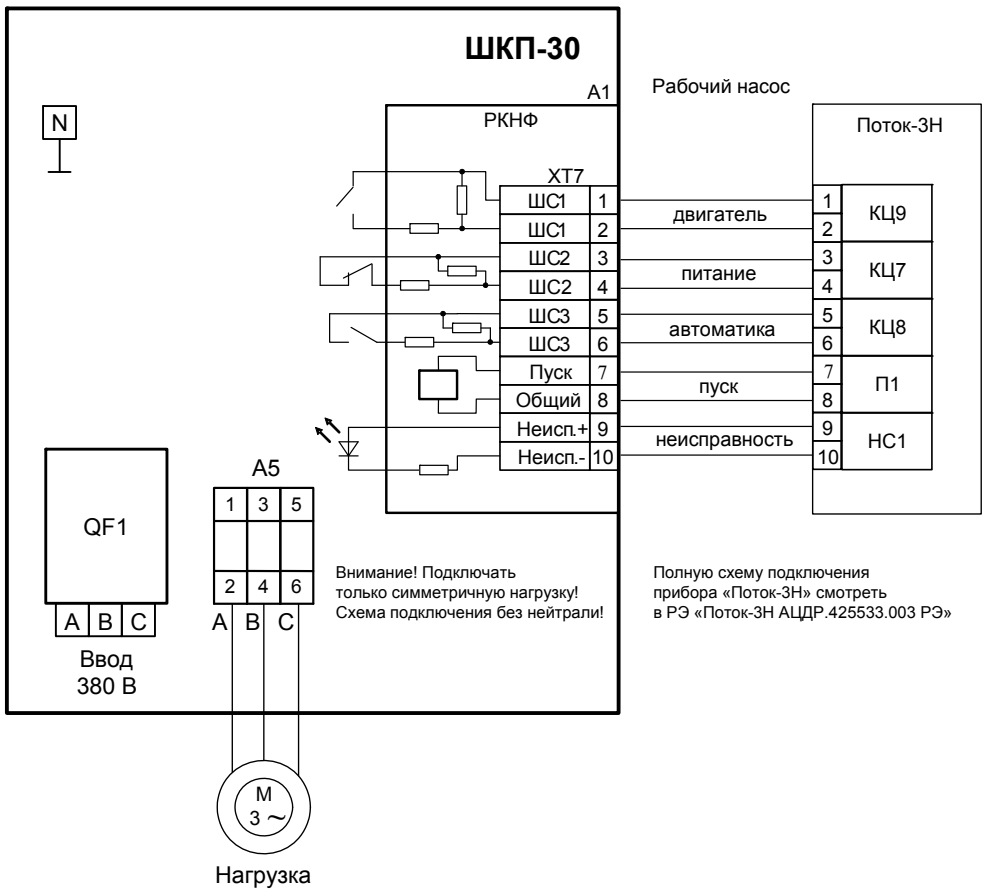 ШКП-30
A1
Рабочий насос
N
РКНФ
Поток-3Н
XT7
ШС1 1
двигатель
1
КЦ9
ШС1 2
2
ШС2 3
питание
3
КЦ7
ШС2 4
4
ШС3 5
автоматика
5
КЦ8
ШС3 6
6
Пуск 7
пуск
7
П1
Общий 8
8
Неисп.+ 9
неисправность
9
НС1
Неисп.- 10
10
A5
1 3 5
QF1
2 4 6
A B C
A B C
Ввод
380 В
Внимание! Подключать
только симметричную нагрузку!
Схема подключения без нейтрали!
Полную схему подключения
прибора «Поток-3Н» смотреть
в РЭ «Поток-3Н АЦДР.425533.003 РЭ»
М
3 ~
Нагрузка